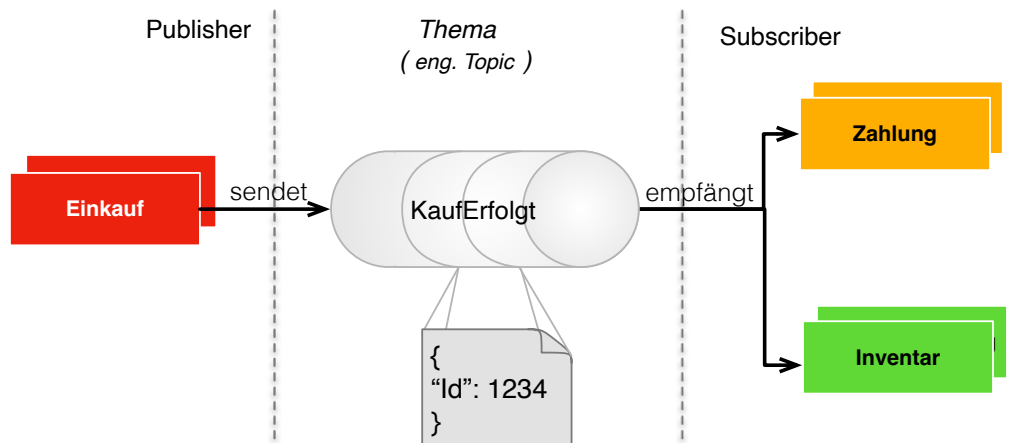 Publisher
Thema
( eng. Topic )
Subscriber
Zahlung
Einkauf
sendet
KaufErfolgt
empfängt
Inventar
{
“Id”: 1234
}